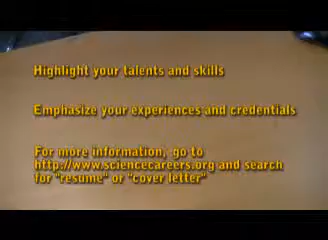 Highlight your talents and skills
Emphasize your experiences and credentials
For more information, go to
http://www.sciencecareers.org and search
for "resume" or "cover letter"